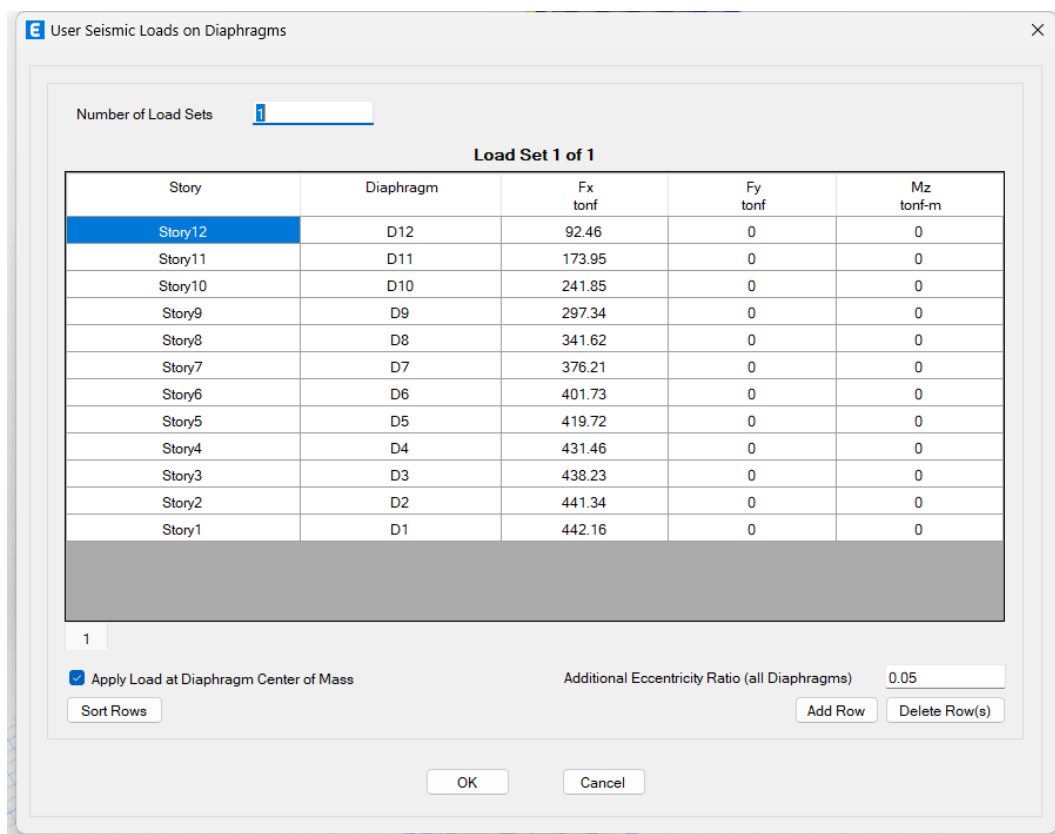 E User Seismic Loads on Diaphragms
Number of Load Sets 1
Load Set 1 of 1
Story Diaphragm Fx tonf Fy tonf Mz tonf-m
Story12 D12 92.46 0 0
Story11 D11 173.95 0 0
Story10 D10 241.85 0 0
Story9 D9 297.34 0 0
Story8 D8 341.62 0 0
Story7 D7 376.21 0 0
Story6 D6 401.73 0 0
Story5 D5 419.72 0 0
Story4 D4 431.46 0 0
Story3 D3 438.23 0 0
Story2 D2 441.34 0 0
Story1 D1 442.16 0 0
1
Apply Load at Diaphragm Center of Mass Additional Eccentricity Ratio (all Diaphragms) 0.05
Sort Rows Add Row Delete Row(s)
OK Cancel